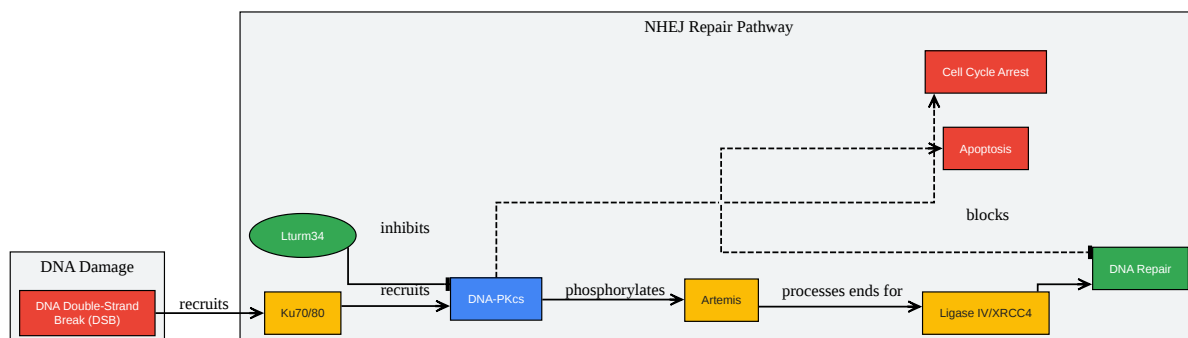 NHEJ Repair Pathway
Cell Cycle Arrest
Apoptosis
Lturm34
inhibits
blocks
DNA Damage
DNA Double-Strand
Break (DSB)
recruits
Ku70/80
recruits
DNA-PKcs
phosphorylates
Artemis
processes ends for
Ligase IV/XRCC4
DNA Repair